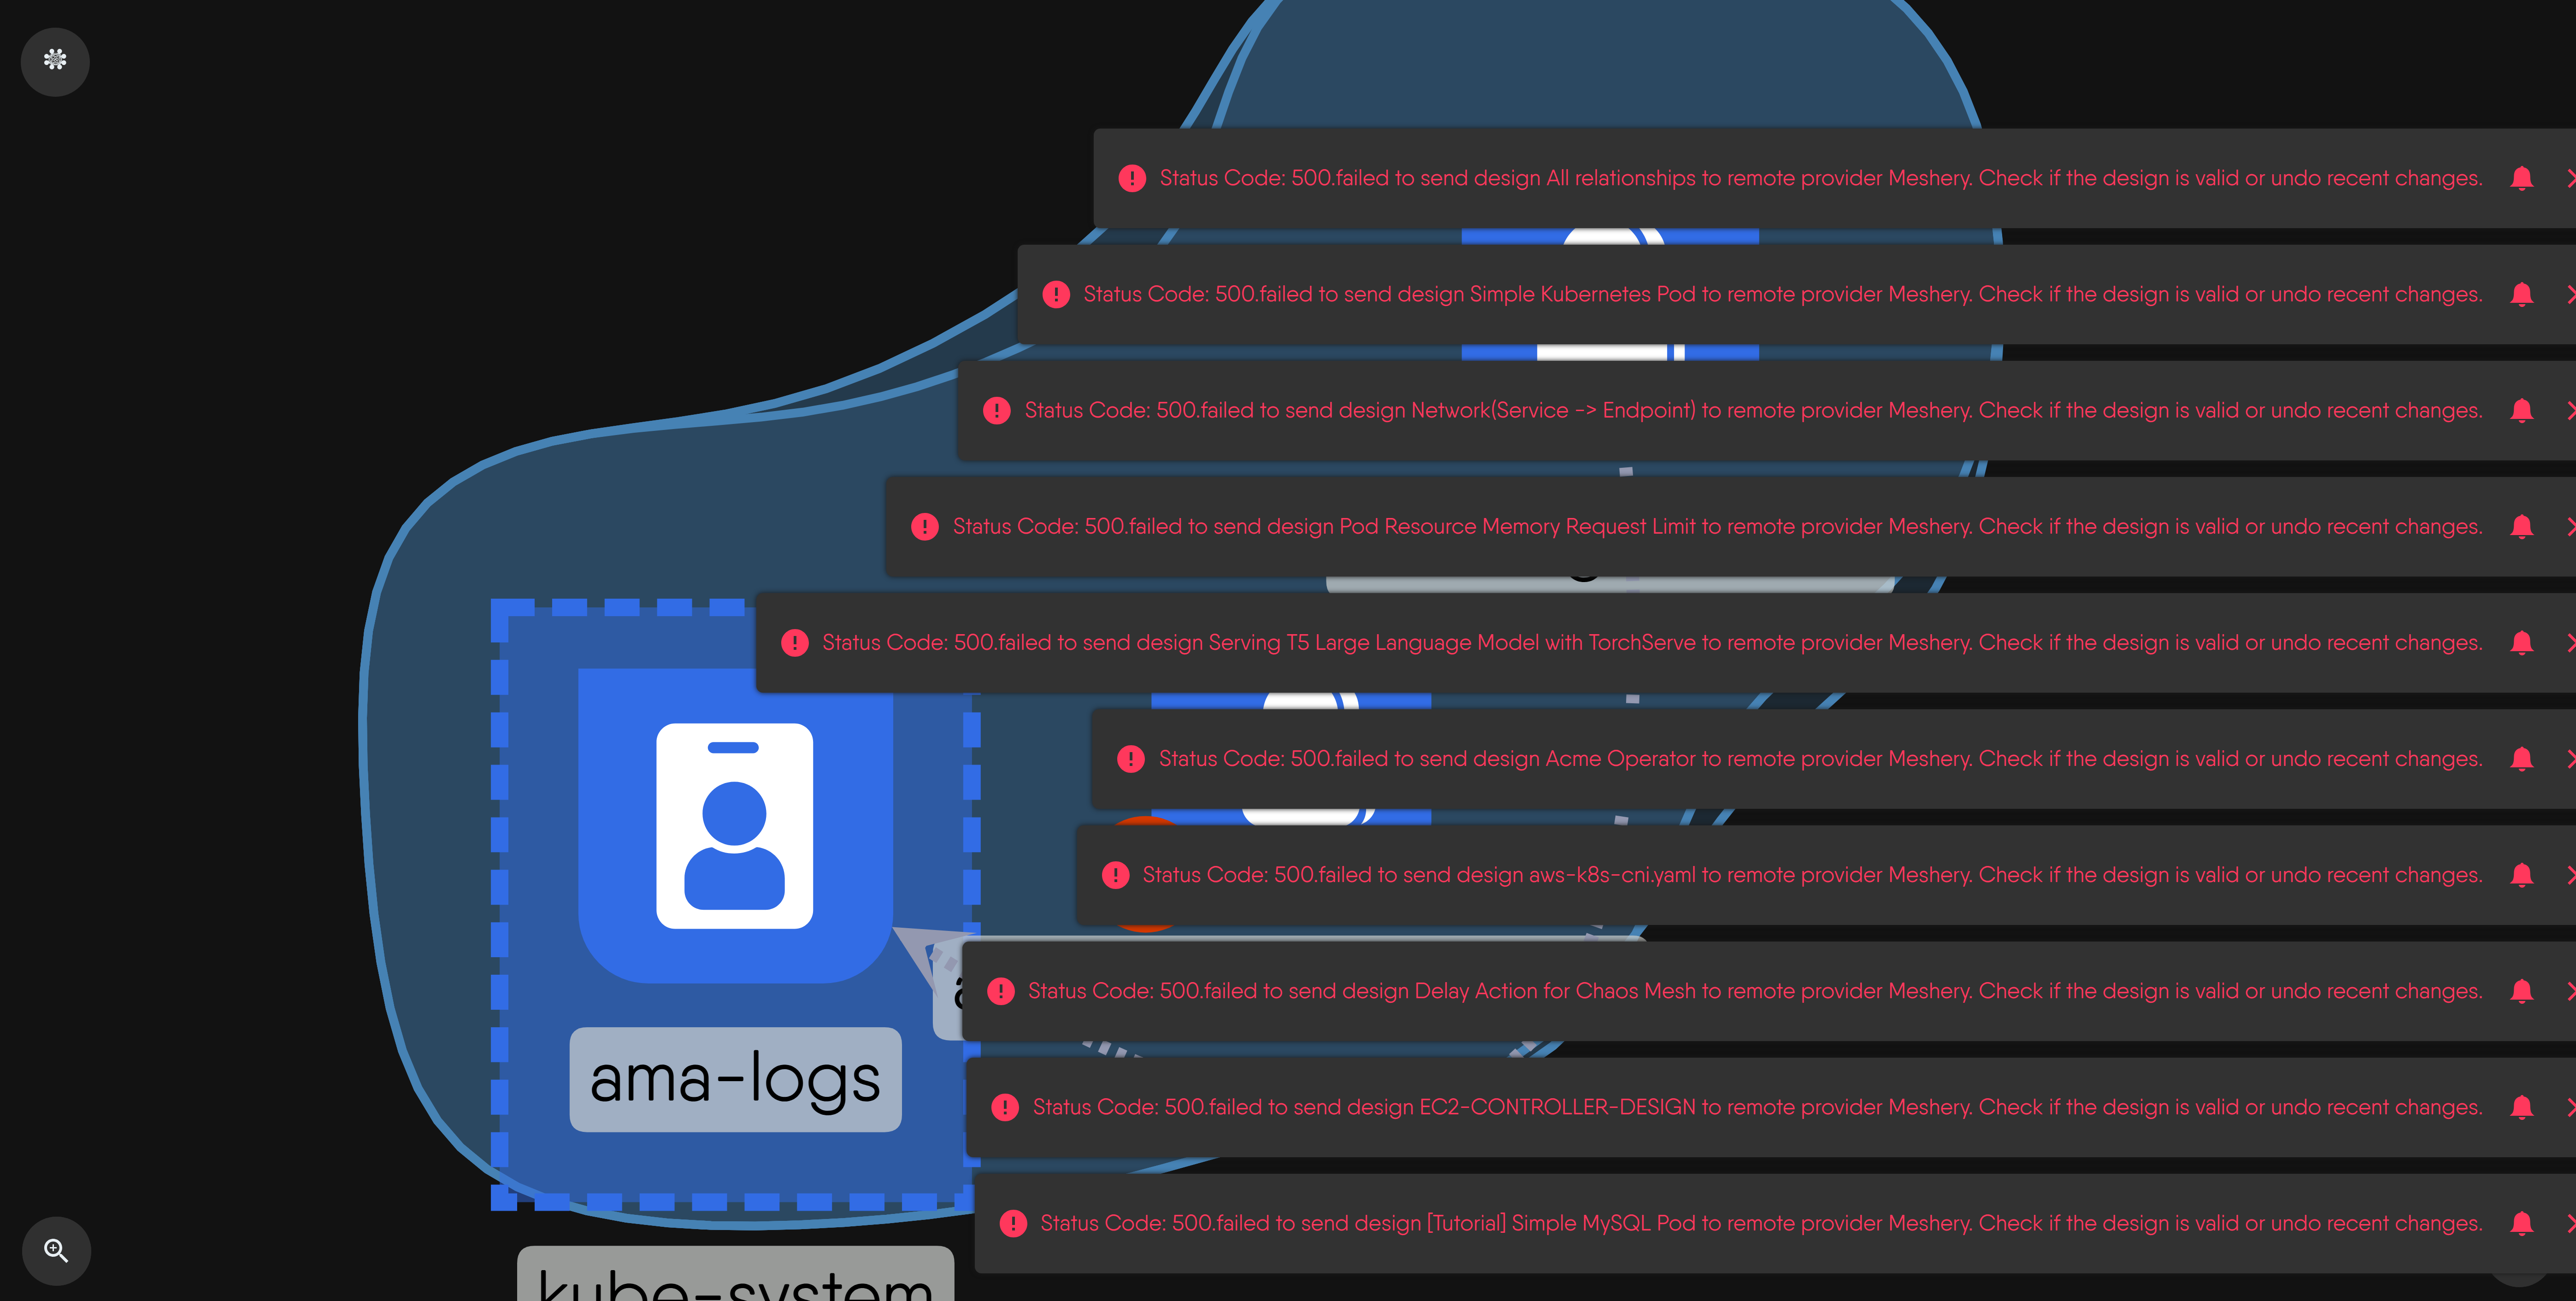 Status Code: 500.failed to send design All relationships to remote provider Meshery. Check if the design is valid or undo recent changes.
Status Code: 500.failed to send design Simple Kubernetes Pod to remote provider Meshery. Check if the design is valid or undo recent changes.
Status Code: 500.failed to send design Network(Service -> Endpoint) to remote provider Meshery. Check if the design is valid or undo recent changes.
Status Code: 500.failed to send design Pod Resource Memory Request Limit to remote provider Meshery. Check if the design is valid or undo recent changes.
Status Code: 500.failed to send design Serving T5 Large Language Model with TorchServe to remote provider Meshery. Check if the design is valid or undo recent changes.
Status Code: 500.failed to send design Acme Operator to remote provider Meshery. Check if the design is valid or undo recent changes.
Status Code: 500.failed to send design aws-k8s-cni.yaml to remote provider Meshery. Check if the design is valid or undo recent changes.
Status Code: 500.failed to send design Delay Action for Chaos Mesh to remote provider Meshery. Check if the design is valid or undo recent changes.
ama-logs
Status Code: 500.failed to send design EC2-CONTROLLER-DESIGN to remote provider Meshery. Check if the design is valid or undo recent changes.
Status Code: 500.failed to send design [Tutorial] Simple MySQL Pod to remote provider Meshery. Check if the design is valid or undo recent changes.
kube-system